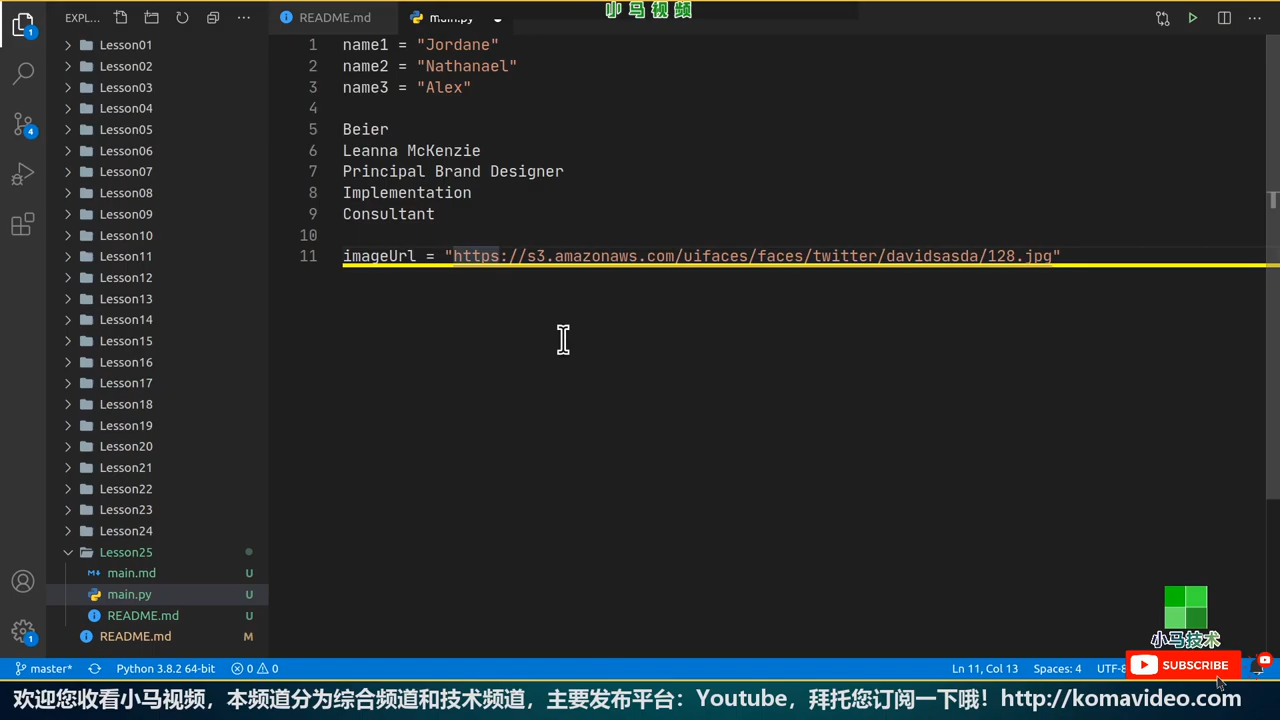 小马视频
EXPL...
README.md
main.py
Lesson01
Lesson02
Lesson03
Lesson04
Lesson05
Lesson06
Lesson07
Lesson08
Lesson09
Lesson10
Lesson11
Lesson12
Lesson13
Lesson14
Lesson15
Lesson16
Lesson17
Lesson18
Lesson19
Lesson20
Lesson21
Lesson22
Lesson23
Lesson24
Lesson25
main.md U
main.py U
README.md U
README.md M
1 name1 = "Jordane"
2 name2 = "Nathanael"
3 name3 = "Alex"
4
5 Beier
6 Leanna McKenzie
7 Principal Brand Designer
8 Implementation
9 Consultant
10
11 imageUrl = "https://s3.amazonaws.com/uifaces/faces/twitter/davidsasda/128.jpg"
1
4
1
小马技术
SUBSCRIBE
master* Python 3.8.2 64-bit 0 0 Ln 11, Col 13 Spaces: 4
欢迎您收看小马视频，本频道分为综合频道和技术频道，主要发布平台：Youtube，拜托您订阅一下哦！http://komavideo.com